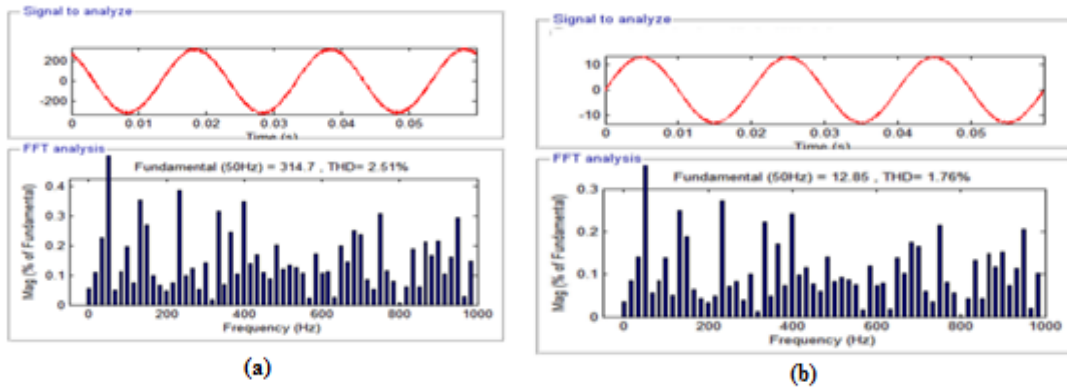 Signal to analyze
200
0
-200
0 0.01 0.02 0.03 0.04 0.05
Time (s)
FFT analysis
Fundamental (50Hz) = 314.7 , THD= 2.51%
Mag (% of Fundamental)
0.4
0.3
0.2
0.1
0
0 200 400 600 800 1000
Frequency (Hz)
(a)
Signal to analyze
10
0
-10
0 0.01 0.02 0.03 0.04 0.05
Time (s)
FFT analysis
Fundamental (50Hz) = 12.85 , THD= 1.76%
Mag (% of Fundamental)
0.3
0.2
0.1
0
0 200 400 600 800 1000
Frequency (Hz)
(b)